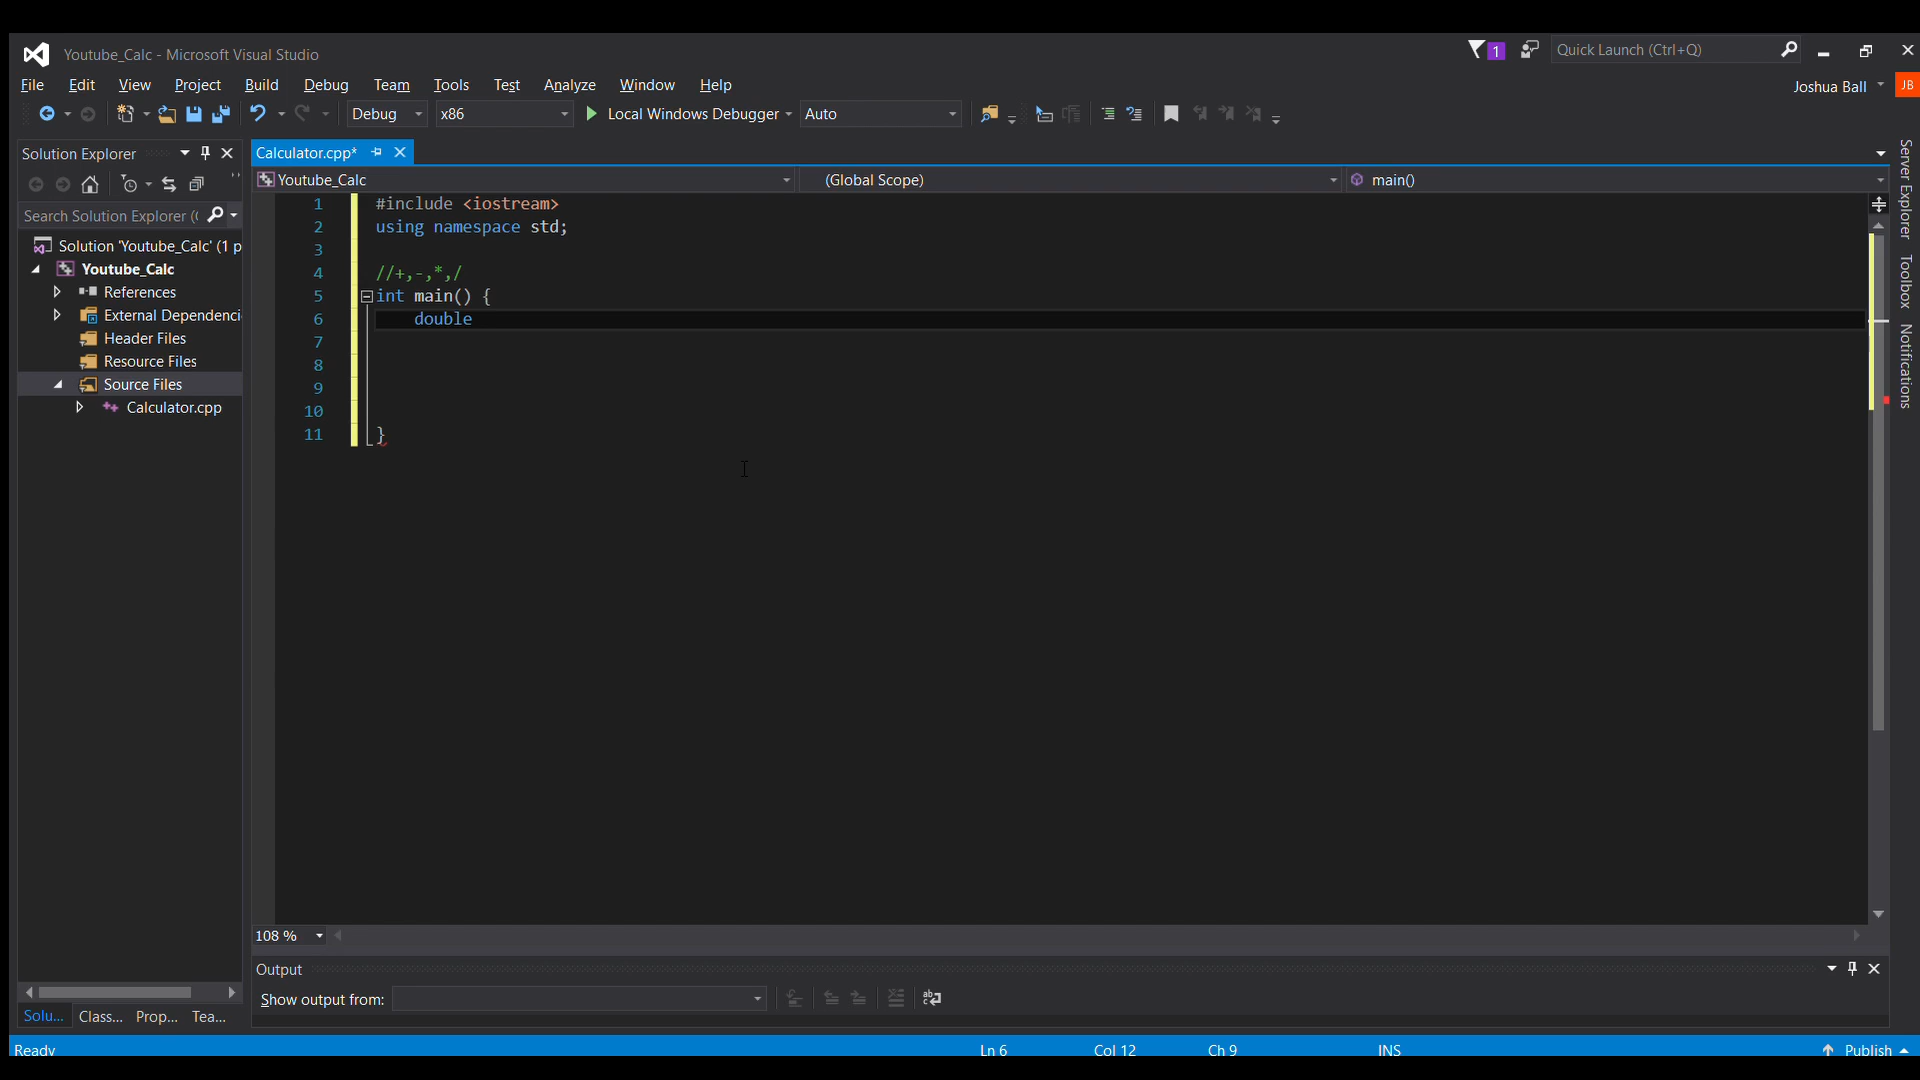 Youtube_Calc - Microsoft Visual Studio
1
Quick Launch (Ctrl+Q)
File Edit View Project Build Debug Team Tools Test Analyze Window Help
Joshua Ball JB
Debug x86 Local Windows Debugger Auto
Solution Explorer
Calculator.cpp*
Youtube_Calc (Global Scope) main()
Search Solution Explorer (
Solution 'Youtube_Calc' (1 p
Youtube_Calc
References
External Dependenci
Header Files
Resource Files
Source Files
Calculator.cpp
1 #include <iostream>
2 using namespace std;
3
4 //+,-,*,/
5 int main() {
6 double
7
8
9
10
11 }
Server Explorer
Toolbox
Notifications
108 %
Output
Show output from:
Solu... Class... Prop... Tea...
Ready Ln 6 Col 12 Ch 9 INS Publish